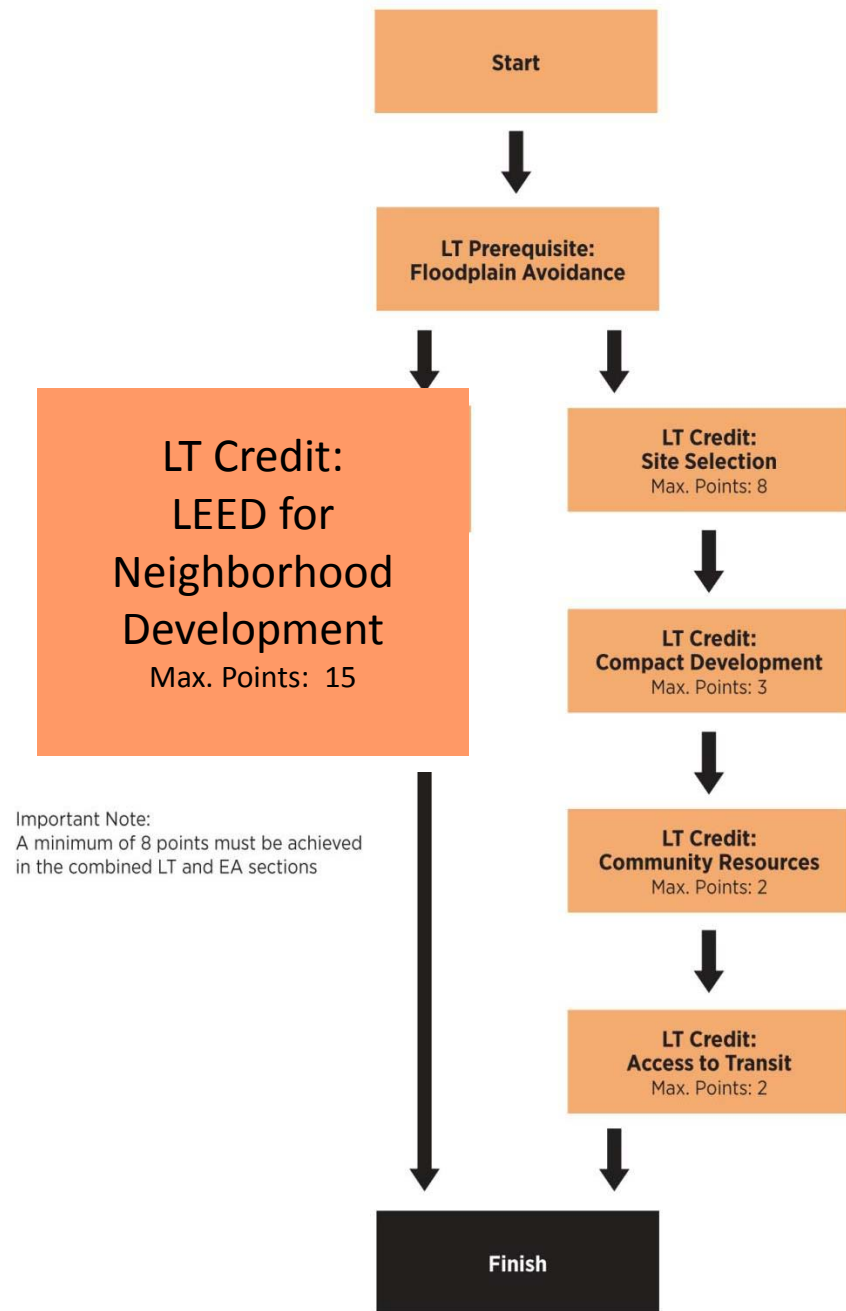 Start
LT Prerequisite:
Floodplain Avoidance
LT Credit:
LEED for
Neighborhood
Development
Max. Points: 15
Important Note:
A minimum of 8 points must be achieved
in the combined LT and EA sections
LT Credit:
Site Selection
Max. Points: 8
LT Credit:
Compact Development
Max. Points: 3
LT Credit:
Community Resources
Max. Points: 2
LT Credit:
Access to Transit
Max. Points: 2
Finish